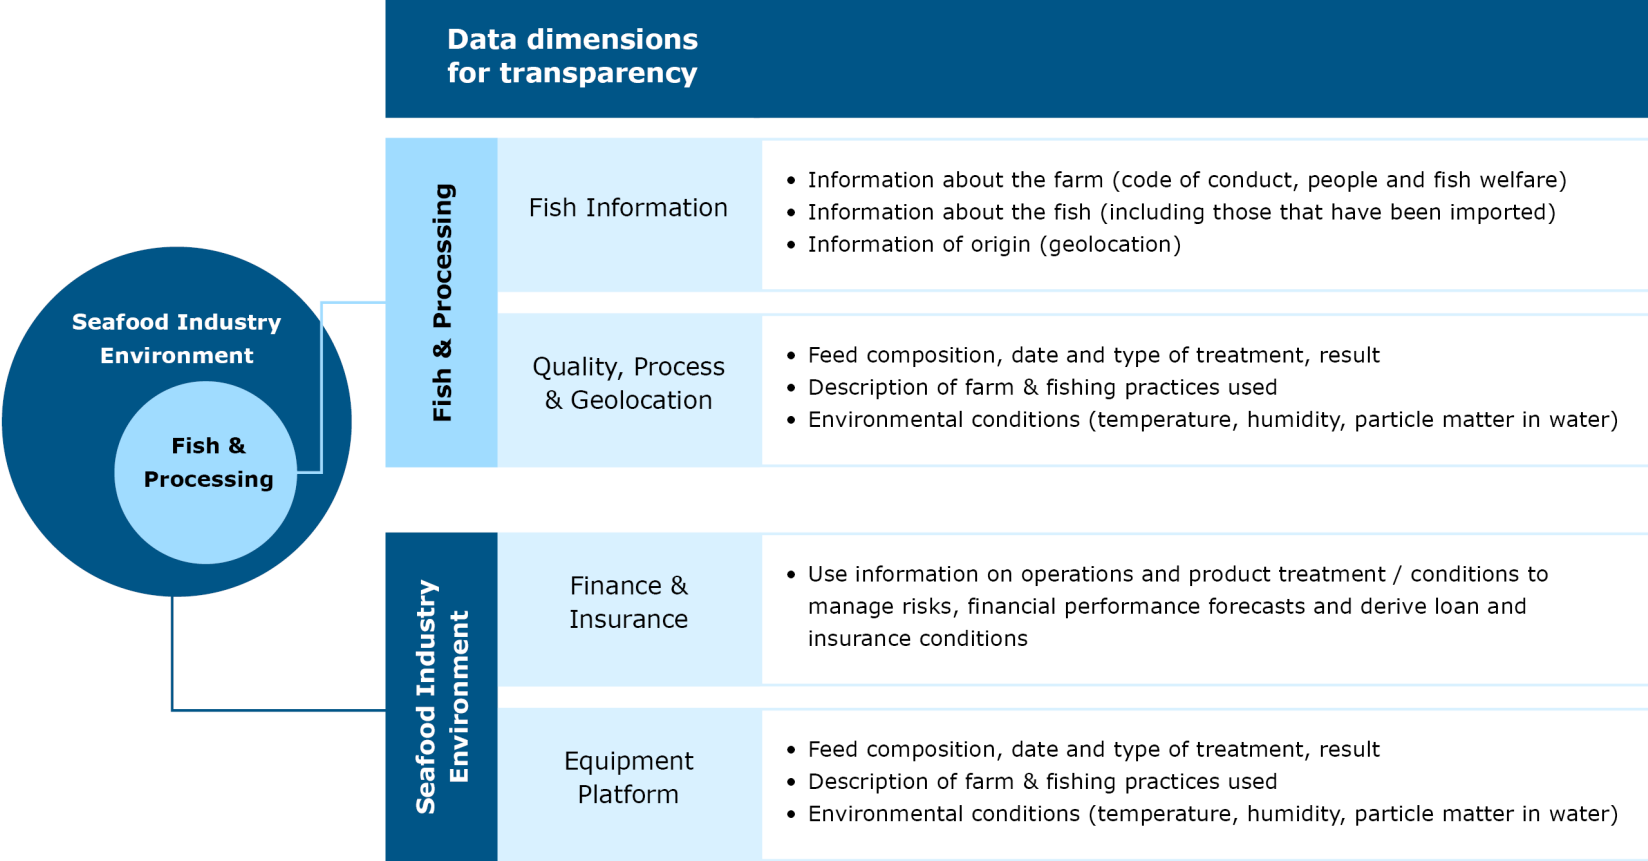 Data dimensions
for transparency
Seafood Industry
Environment
Fish &
Processing
Fish & Processing
Fish Information
• Information about the farm (code of conduct, people and fish welfare)
• Information about the fish (including those that have been imported)
• Information of origin (geolocation)
Quality, Process
& Geolocation
• Feed composition, date and type of treatment, result
• Description of farm & fishing practices used
• Environmental conditions (temperature, humidity, particle matter in water)
Seafood Industry
Environment
Finance &
Insurance
• Use information on operations and product treatment / conditions to
manage risks, financial performance forecasts and derive loan and
insurance conditions
Equipment
Platform
• Feed composition, date and type of treatment, result
• Description of farm & fishing practices used
• Environmental conditions (temperature, humidity, particle matter in water)